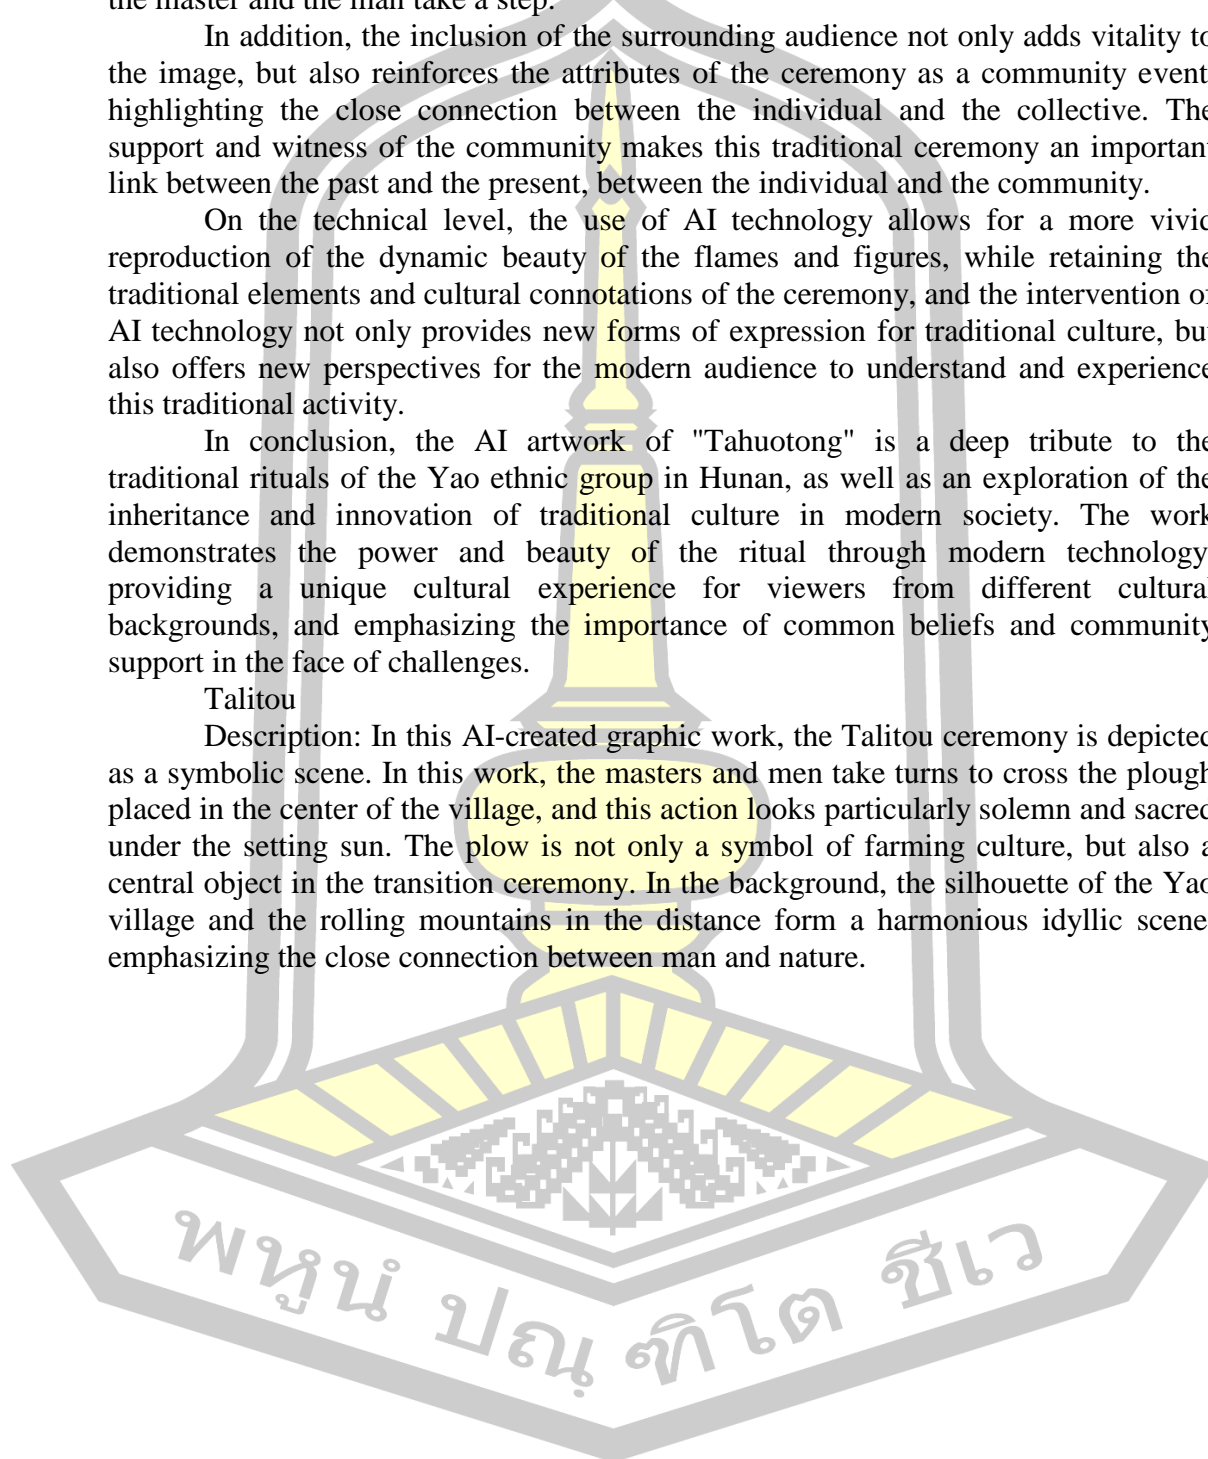 the master and the man take a step.
In addition, the inclusion of the surrounding audience not only adds vitality to
the image, but also reinforces the attributes of the ceremony as a community event
highlighting the close connection between the individual and the collective. The
support and witness of the community makes this traditional ceremony an important
link between the past and the present, between the individual and the community.
On the technical level, the use of AI technology allows for a more vivid
reproduction of the dynamic beauty of the flames and figures, while retaining the
traditional elements and cultural connotations of the ceremony, and the intervention of
AI technology not only provides new forms of expression for traditional culture, but
also offers new perspectives for the modern audience to understand and experience
this traditional activity.
In conclusion, the AI artwork of "Tahuotong" is a deep tribute to the
traditional rituals of the Yao ethnic group in Hunan, as well as an exploration of the
inheritance and innovation of traditional culture in modern society. The work
demonstrates the power and beauty of the ritual through modern technology
providing a unique cultural experience for viewers from different cultural
backgrounds, and emphasizing the importance of common beliefs and community
support in the face of challenges.
Talitou
Description: In this AI-created graphic work, the Talitou ceremony is depicted
as a symbolic scene. In this work, the masters and men take turns to cross the plough
placed in the center of the village, and this action looks particularly solemn and sacred
under the setting sun. The plow is not only a symbol of farming culture, but also a
central object in the transition ceremony. In the background, the silhouette of the Yao
village and the rolling mountains in the distance form a harmonious idyllic scene
emphasizing the close connection between man and nature.
พหูนํ ปณฺฑิโต ชีเว